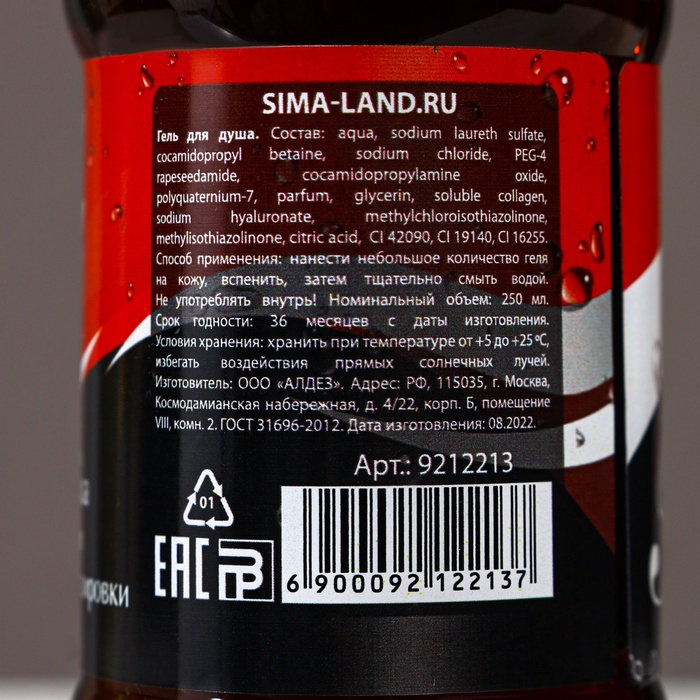 SIMA-LAND.RU
Гель для душа. Состав: aqua, sodium laureth sulfate,
cocamidopropyl betaine, sodium chloride, PEG-4
rapeseedamide, cocamidopropylamine oxide,
polyquaternium-7, parfum, glycerin, soluble collagen,
sodium hyaluronate, methylchloroisothiazolinone,
methylisothiazolinone, citric acid, CI 42090, CI 19140, CI 16255.
Способ применения: нанести небольшое количество геля
на кожу, вспенить, затем тщательно смыть водой.
Не употреблять внутрь! Номинальный объем: 250 мл.
Срок годности: 36 месяцев с даты изготовления.
Условия хранения: хранить при температуре от +5 до +25 ºC,
избегать воздействия прямых солнечных лучей.
Изготовитель: ООО «АЛДЕЗ». Адрес: РФ, 115035, г. Москва,
Космодамианская набережная, д. 4/22, корп. Б, помещение
VIII, комн. 2. ГОСТ 31696-2012. Дата изготовления: 08.2022.
Арт.: 9212213
01
EAC
6 900092 122137